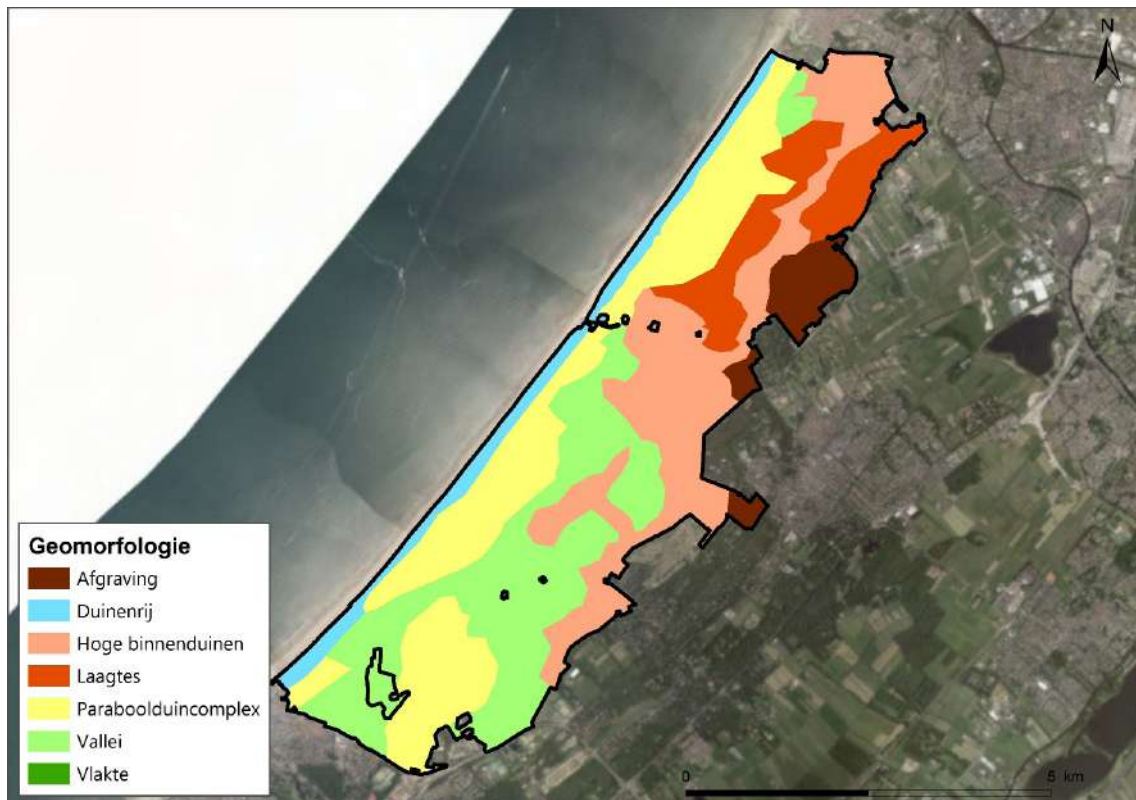 N
Geomorfologie
Afgraving
Duinenrij
Hoge binnenduinen
Laagtes
Paraboolduincomplex
Vallei
Vlakte
0 5 km